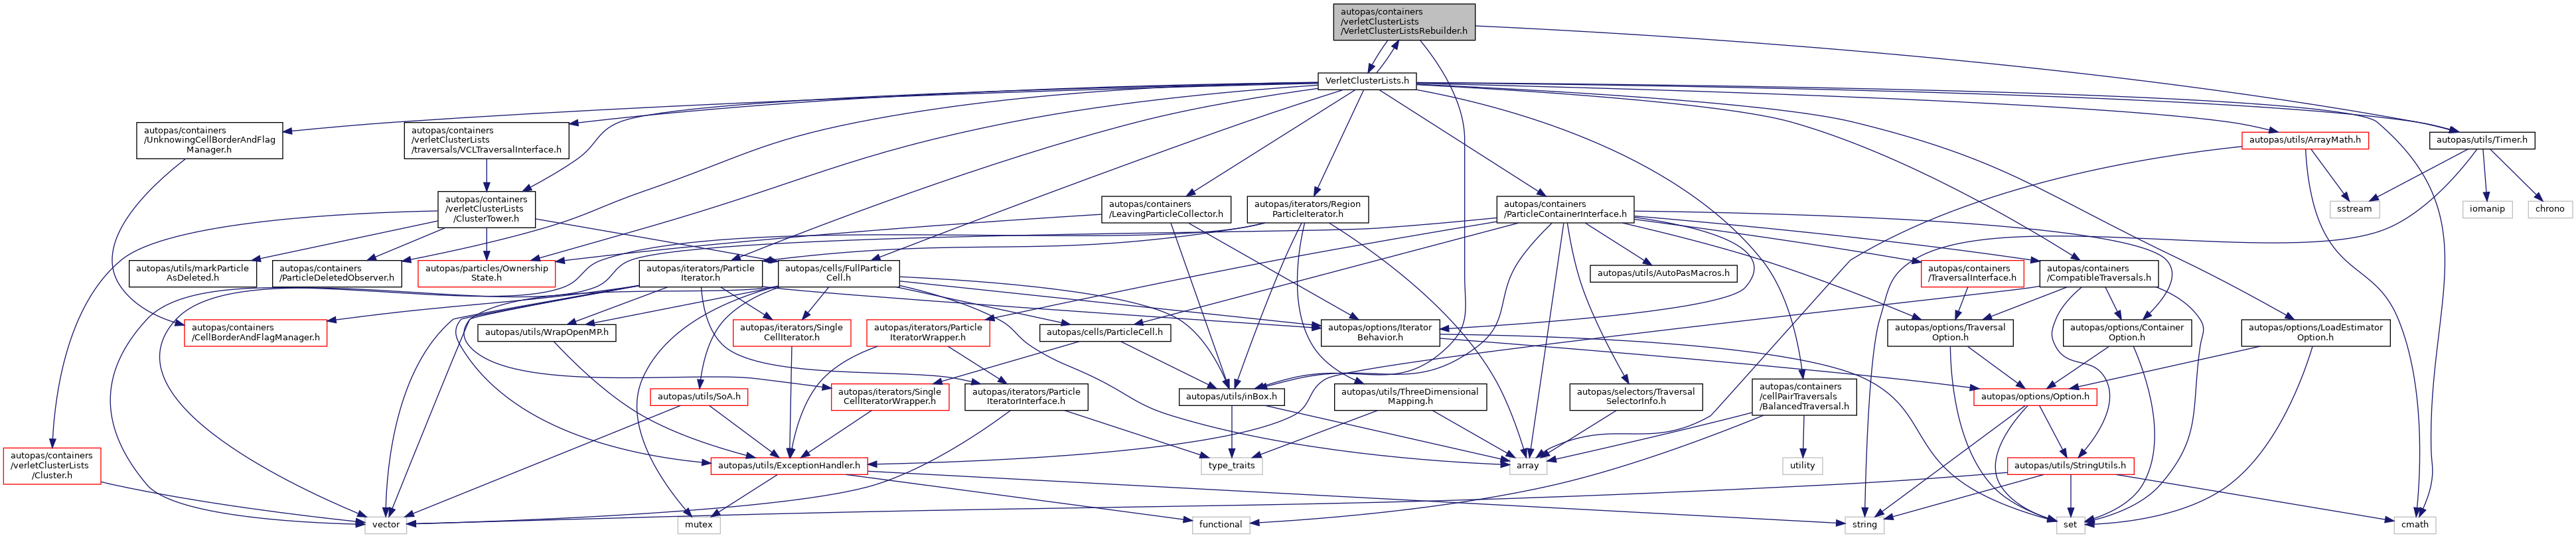 autopas/containers
/verletClusterLists
/VerletClusterListsRebuilder.h
VerletClusterLists.h
autopas/containers
/UnknowingCellBorderAndFlag
Manager.h
autopas/containers
/verletClusterLists
/traversals/VCLTraversalInterface.h
autopas/utils/ArrayMath.h
autopas/utils/Timer.h
autopas/containers
/verletClusterLists
/ClusterTower.h
autopas/containers
/LeavingParticleCollector.h
autopas/iterators/Region
ParticleIterator.h
autopas/containers
/ParticleContainerInterface.h
sstream
iomanip
chrono
autopas/utils/markParticle
AsDeleted.h
autopas/containers
/ParticleDeletedObserver.h
autopas/particles/Ownership
State.h
autopas/iterators/Particle
Iterator.h
autopas/cells/FullParticle
Cell.h
autopas/utils/AutoPasMacros.h
autopas/containers
/TraversalInterface.h
autopas/containers
/CompatibleTraversals.h
autopas/containers
/CellBorderAndFlagManager.h
autopas/utils/WrapOpenMP.h
autopas/iterators/Single
CellIterator.h
autopas/iterators/Particle
IteratorWrapper.h
autopas/cells/ParticleCell.h
autopas/options/Iterator
Behavior.h
autopas/options/Traversal
Option.h
autopas/options/Container
Option.h
autopas/options/LoadEstimator
Option.h
autopas/utils/SoA.h
autopas/iterators/Single
CellIteratorWrapper.h
autopas/iterators/Particle
IteratorInterface.h
autopas/utils/inBox.h
autopas/utils/ThreeDimensional
Mapping.h
autopas/selectors/Traversal
SelectorInfo.h
autopas/containers
/cellPairTraversals
/BalancedTraversal.h
autopas/options/Option.h
autopas/containers
/verletClusterLists
/Cluster.h
autopas/utils/ExceptionHandler.h
type_traits
array
utility
autopas/utils/StringUtils.h
vector
mutex
functional
string
set
cmath